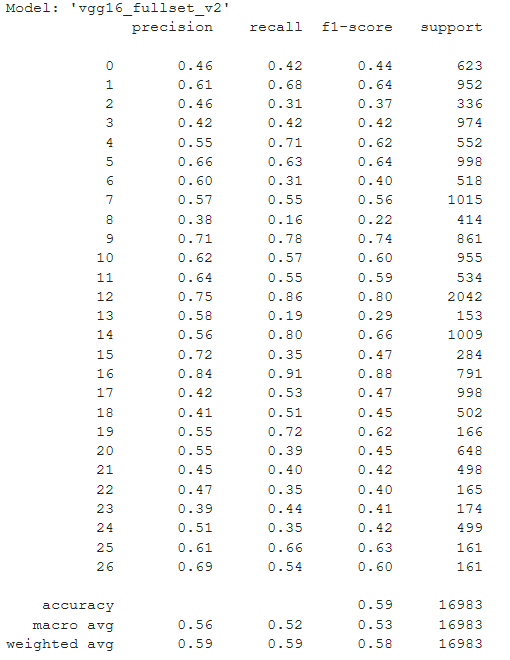 Model: 'vgg16_fullset_v2'
precision recall f1-score support
0 0.46 0.42 0.44 623
1 0.61 0.68 0.64 952
2 0.46 0.31 0.37 336
3 0.42 0.42 0.42 974
4 0.55 0.71 0.62 552
5 0.66 0.63 0.64 998
6 0.60 0.31 0.40 518
7 0.57 0.55 0.56 1015
8 0.38 0.16 0.22 414
9 0.71 0.78 0.74 861
10 0.62 0.57 0.60 955
11 0.64 0.55 0.59 534
12 0.75 0.86 0.80 2042
13 0.58 0.19 0.29 153
14 0.56 0.80 0.66 1009
15 0.72 0.35 0.47 284
16 0.84 0.91 0.88 791
17 0.42 0.53 0.47 998
18 0.41 0.51 0.45 502
19 0.55 0.72 0.62 166
20 0.55 0.39 0.45 648
21 0.45 0.40 0.42 498
22 0.47 0.35 0.40 165
23 0.39 0.44 0.41 174
24 0.51 0.35 0.42 499
25 0.61 0.66 0.63 161
26 0.69 0.54 0.60 161
accuracy 0.59 16983
macro avg 0.56 0.52 0.53 16983
weighted avg 0.59 0.59 0.58 16983